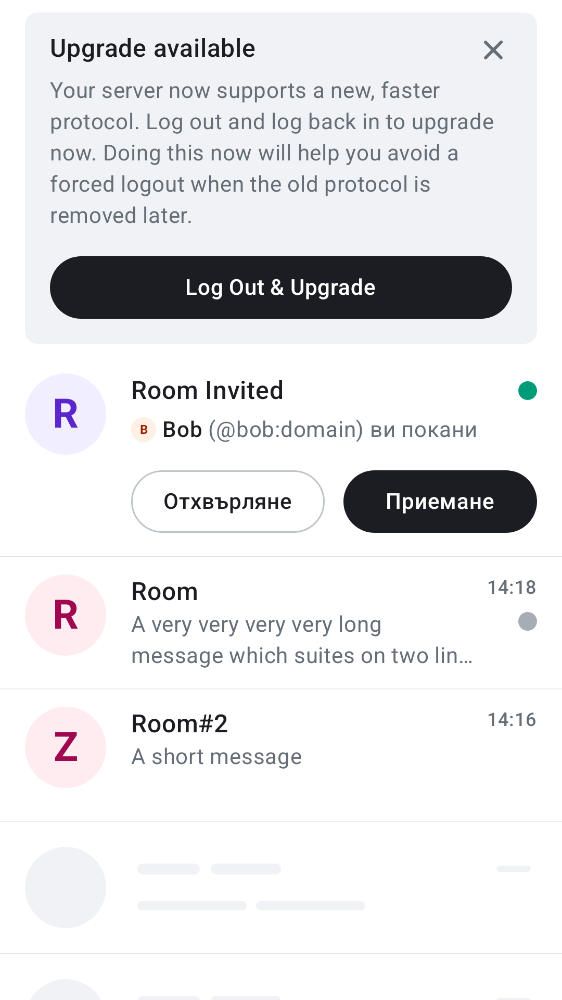 Upgrade available
Your server now supports a new, faster
protocol. Log out and log back in to upgrade
now. Doing this now will help you avoid a
forced logout when the old protocol is
removed later.
Log Out & Upgrade
R
Room Invited
B Bob (@bob:domain) ви покани
Отхвърляне
Приемане
R
Room
14:18
A very very very very long
message which suites on two lin…
Z
Room#2
14:16
A short message